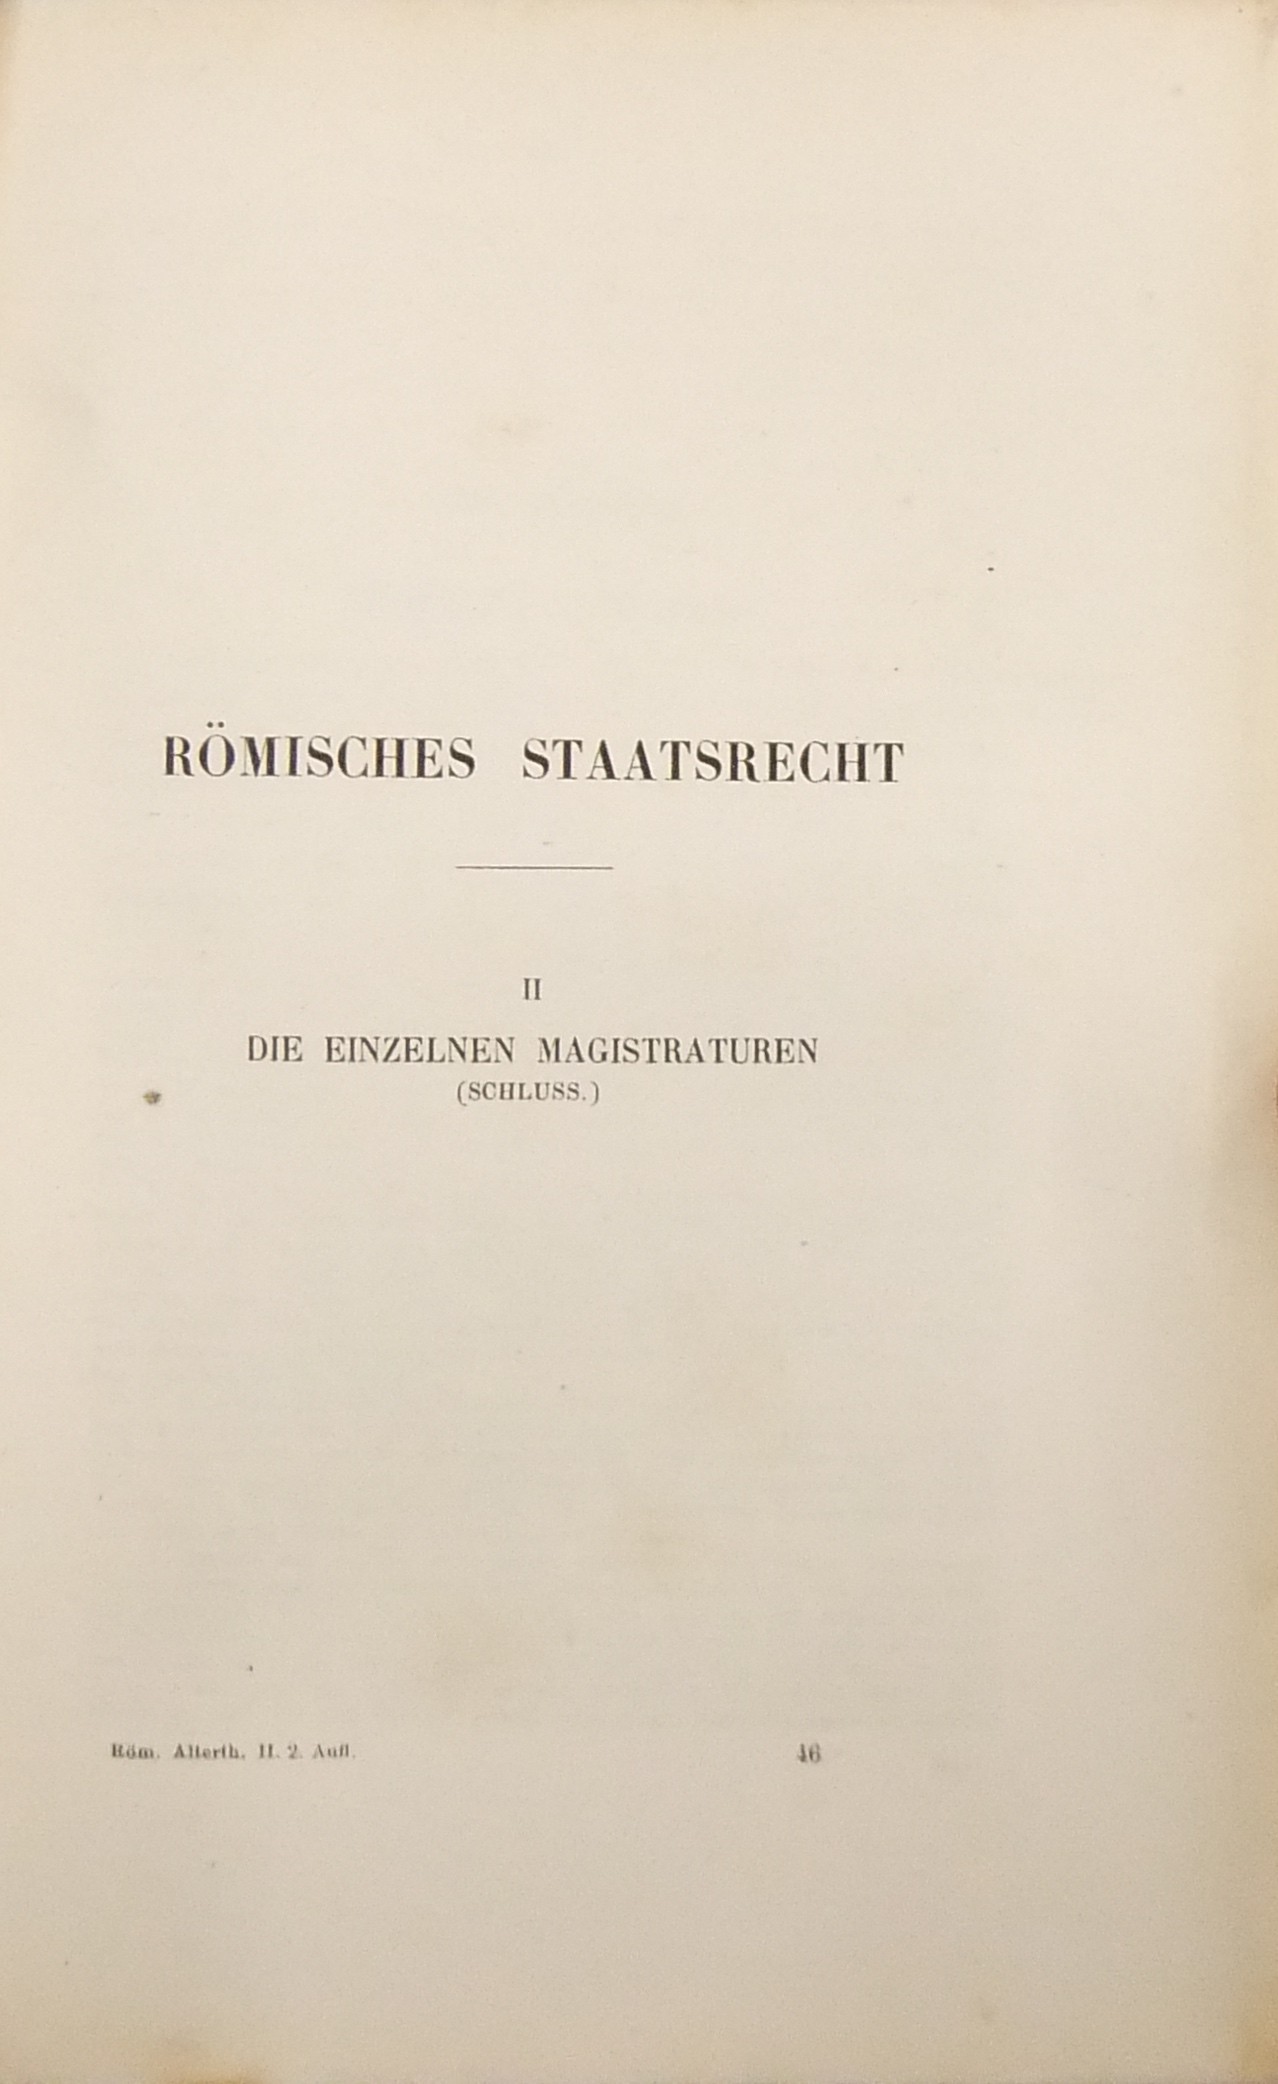 RÖMISCHES STAATSRECHT
II
DIE EINZELNEN MAGISTRATUREN
(SCHLUSS.)
Röm. Alterth. II. 2. Aufl. 46